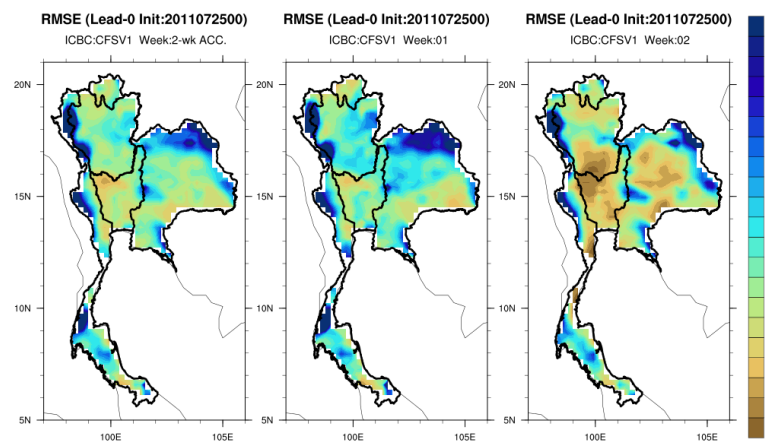 RMSE (Lead-0 Init:2011072500)
ICBC:CFSV1 Week:2-wk ACC.
20N
15N
10N
5N
100E
105E
RMSE (Lead-0 Init:2011072500)
ICBC:CFSV1 Week:01
20N
15N
10N
5N
100E
105E
RMSE (Lead-0 Init:2011072500)
ICBC:CFSV1 Week:02
20N
15N
10N
5N
100E
105E